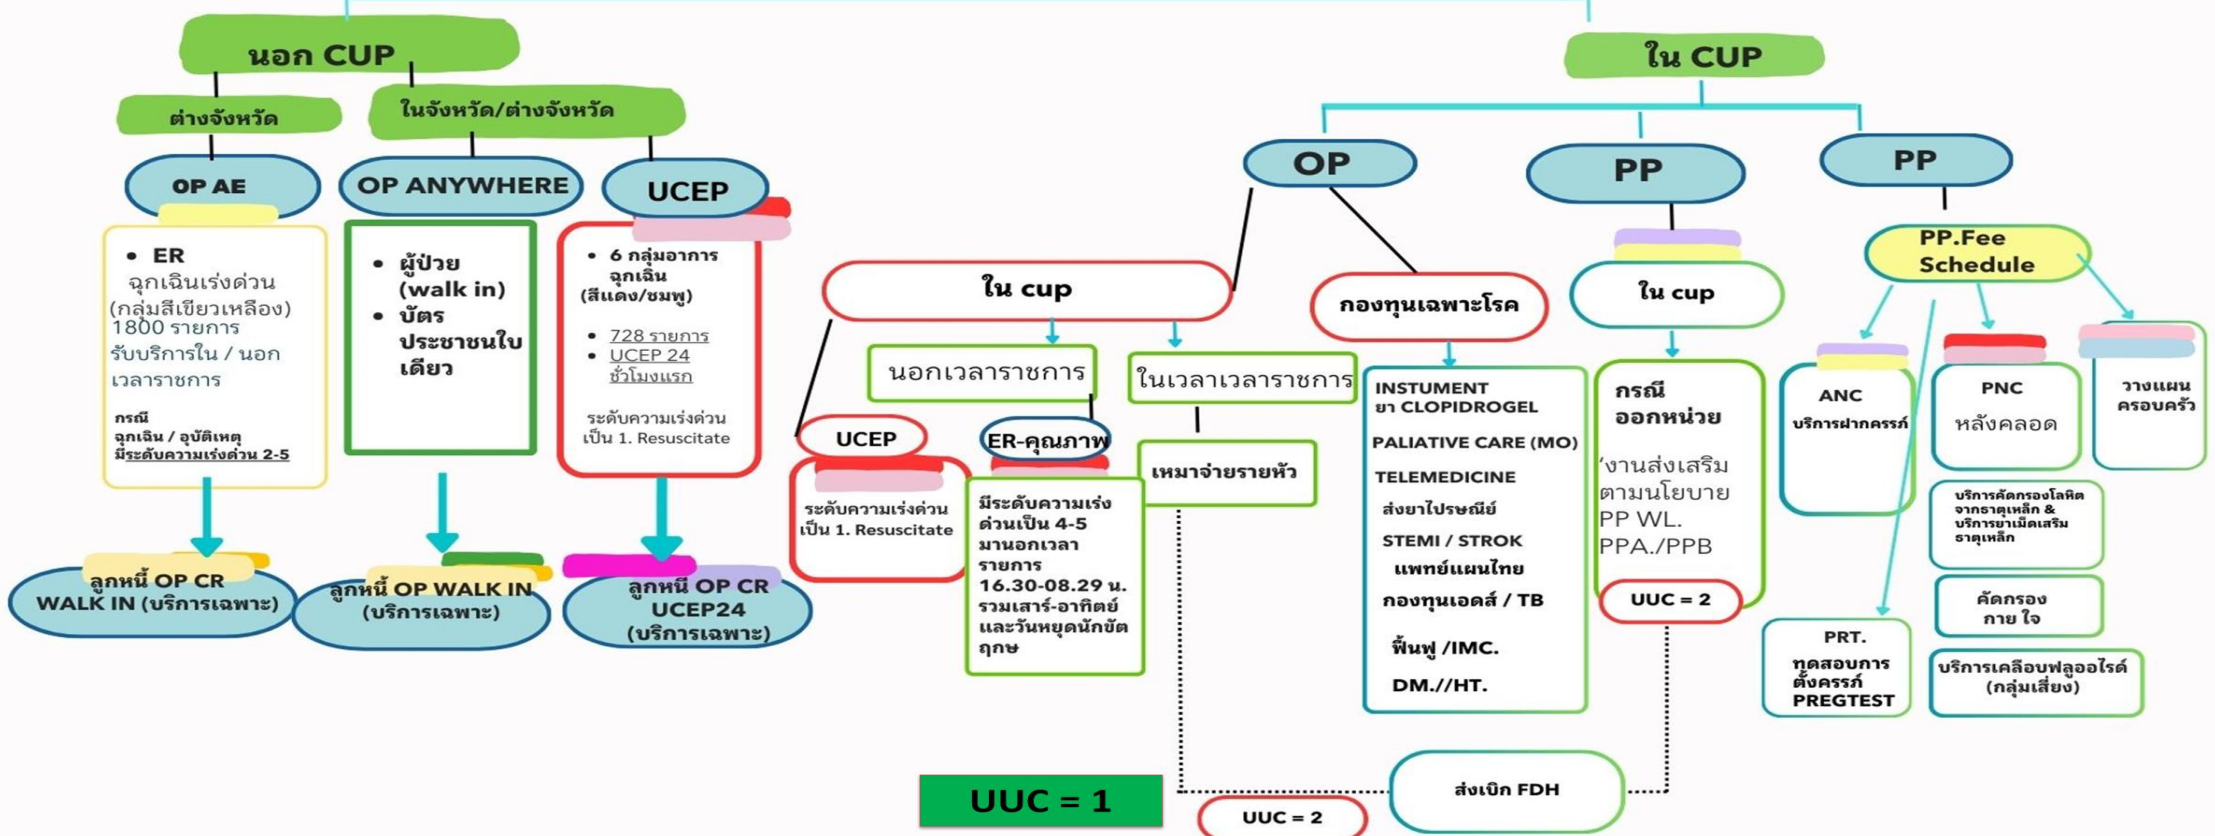 นอก CUP
ต่างจังหวัด
ในจังหวัด/ต่างจังหวัด
OP AE
• ER
ฉุกเฉินเร่งด่วน
(กลุ่มสีเขียวเหลือง)
1800 รายการ
รับบริการใน / นอก
เวลาราชการ
กรณี
ฉุกเฉิน / อุบัติเหตุ
มีระดับความเร่งด่วน 2-5
ลูกหนี้ OP CR
WALK IN (บริการเฉพาะ)
OP ANYWHERE
• ผู้ป่วย
(walk in)
• บัตร
ประชาชนใบ
เดียว
ลูกหนี้ OP WALK IN
(บริการเฉพาะ)
UCEP
• 6 กลุ่มอาการ
ฉุกเฉิน
(สีแดง/ชมพู)
• 728 รายการ
• UCEP 24
ชั่วโมงแรก
ระดับความเร่งด่วน
เป็น 1. Resuscitate
ลูกหนี้ OP CR
UCEP24
(บริการเฉพาะ)
ใน CUP
OP
ใน cup
UCEP
ระดับความเร่งด่วน
เป็น 1. Resuscitate
นอกเวลาราชการ
ER-คุณภาพ
มีระดับความเร่ง
ด่วนเป็น 4-5
มานอกเวลา
รายการ
16.30-08.29 น.
รวมเสาร์-อาทิตย์
และวันหยุดนักขัต
ฤกษ
ในเวลาเวลาราชการ
เหมาจ่ายรายหัว
กองทุนเฉพาะโรค
INSTUMENT
ยา CLOPIDROGEL
PALIATIVE CARE (MO)
TELEMEDICINE
ส่งยาไปรษณีย์
STEMI / STROK
แพทย์แผนไทย
กองทุนเอดส์ / TB
ฟื้นฟู /IMC.
DM.//HT.
PP
ใน cup
กรณี
ออกหน่วย
‘งานส่งเสริม
ตามนโยบาย
PP WL.
PPA./PPB
UUC = 2
PP
PP.Fee
Schedule
ANC
บริการฝากครรภ์
PRT.
ทดสอบการ
ตั้งครรภ์
PREGTEST
PNC
หลังคลอด
บริการคัดกรองโลหิต
จากธาตุเหล็ก &
บริการยาเม็ดเสริม
ธาตุเหล็ก
คัดกรอง
กาย ใจ
บริการเคลือบฟลูออไรด์
(กลุ่มเสี่ยง)
วางแผน
ครอบครัว
UUC = 1
UUC = 2
ส่งเบิก FDH